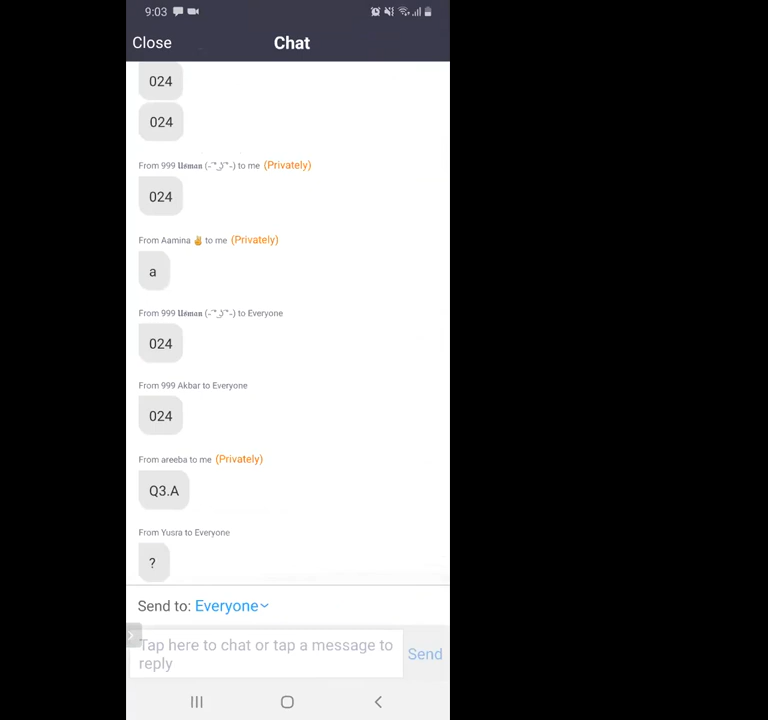 9:03
Close Chat
024
024
From 999 𝖀𝖘𝖒𝖆𝖓 to me (Privately)
024
From Aamina ✌ to me (Privately)
a
From 999 𝖀𝖘𝖒𝖆𝖓 to Everyone
024
From 999 Akbar to Everyone
024
From areeba to me (Privately)
Q3.A
From Yusra to Everyone
?
Send to: Everyone
Tap here to chat or tap a message to
reply
Send